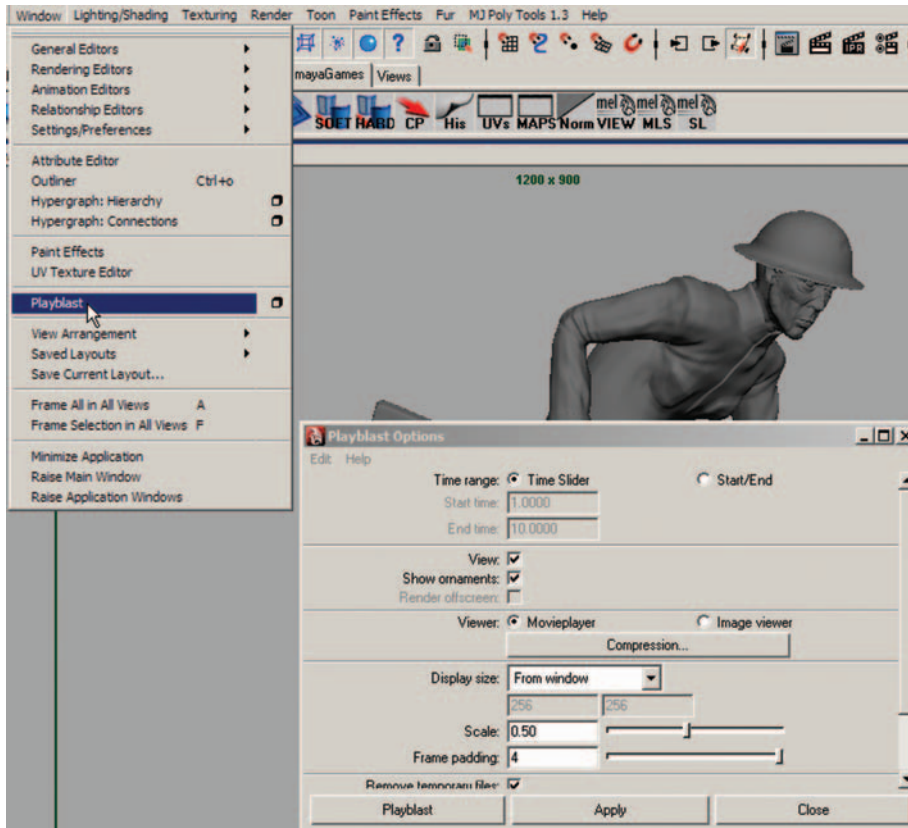 Window Lighting/Shading Texturing Render Toon Paint Effects Fur MJ Poly Tools 1.3 Help
IPR
mayaGames Views
mel mel mel
SOFT HARD CP His UVs MAPS Norm VIEW MLS SL
General Editors
Rendering Editors
Animation Editors
Relationship Editors
Settings/Preferences
Attribute Editor
Outliner Ctrl+o
Hypergraph: Hierarchy
Hypergraph: Connections
Paint Effects
UV Texture Editor
Playblast
View Arrangement
Saved Layouts
Save Current Layout...
Frame All in All Views A
Frame Selection in All Views F
Minimize Application
Raise Main Window
Raise Application Windows
1200 x 900
Playblast Options
Edit Help
Time range: Time Slider Start/End
Start time: 1.0000
End time: 10.0000
View:
Show ornaments:
Render offscreen:
Viewer: Movieplayer Image viewer
Compression...
Display size: From window
256 256
Scale: 0.50
Frame padding: 4
Remove temporary files:
Playblast Apply Close